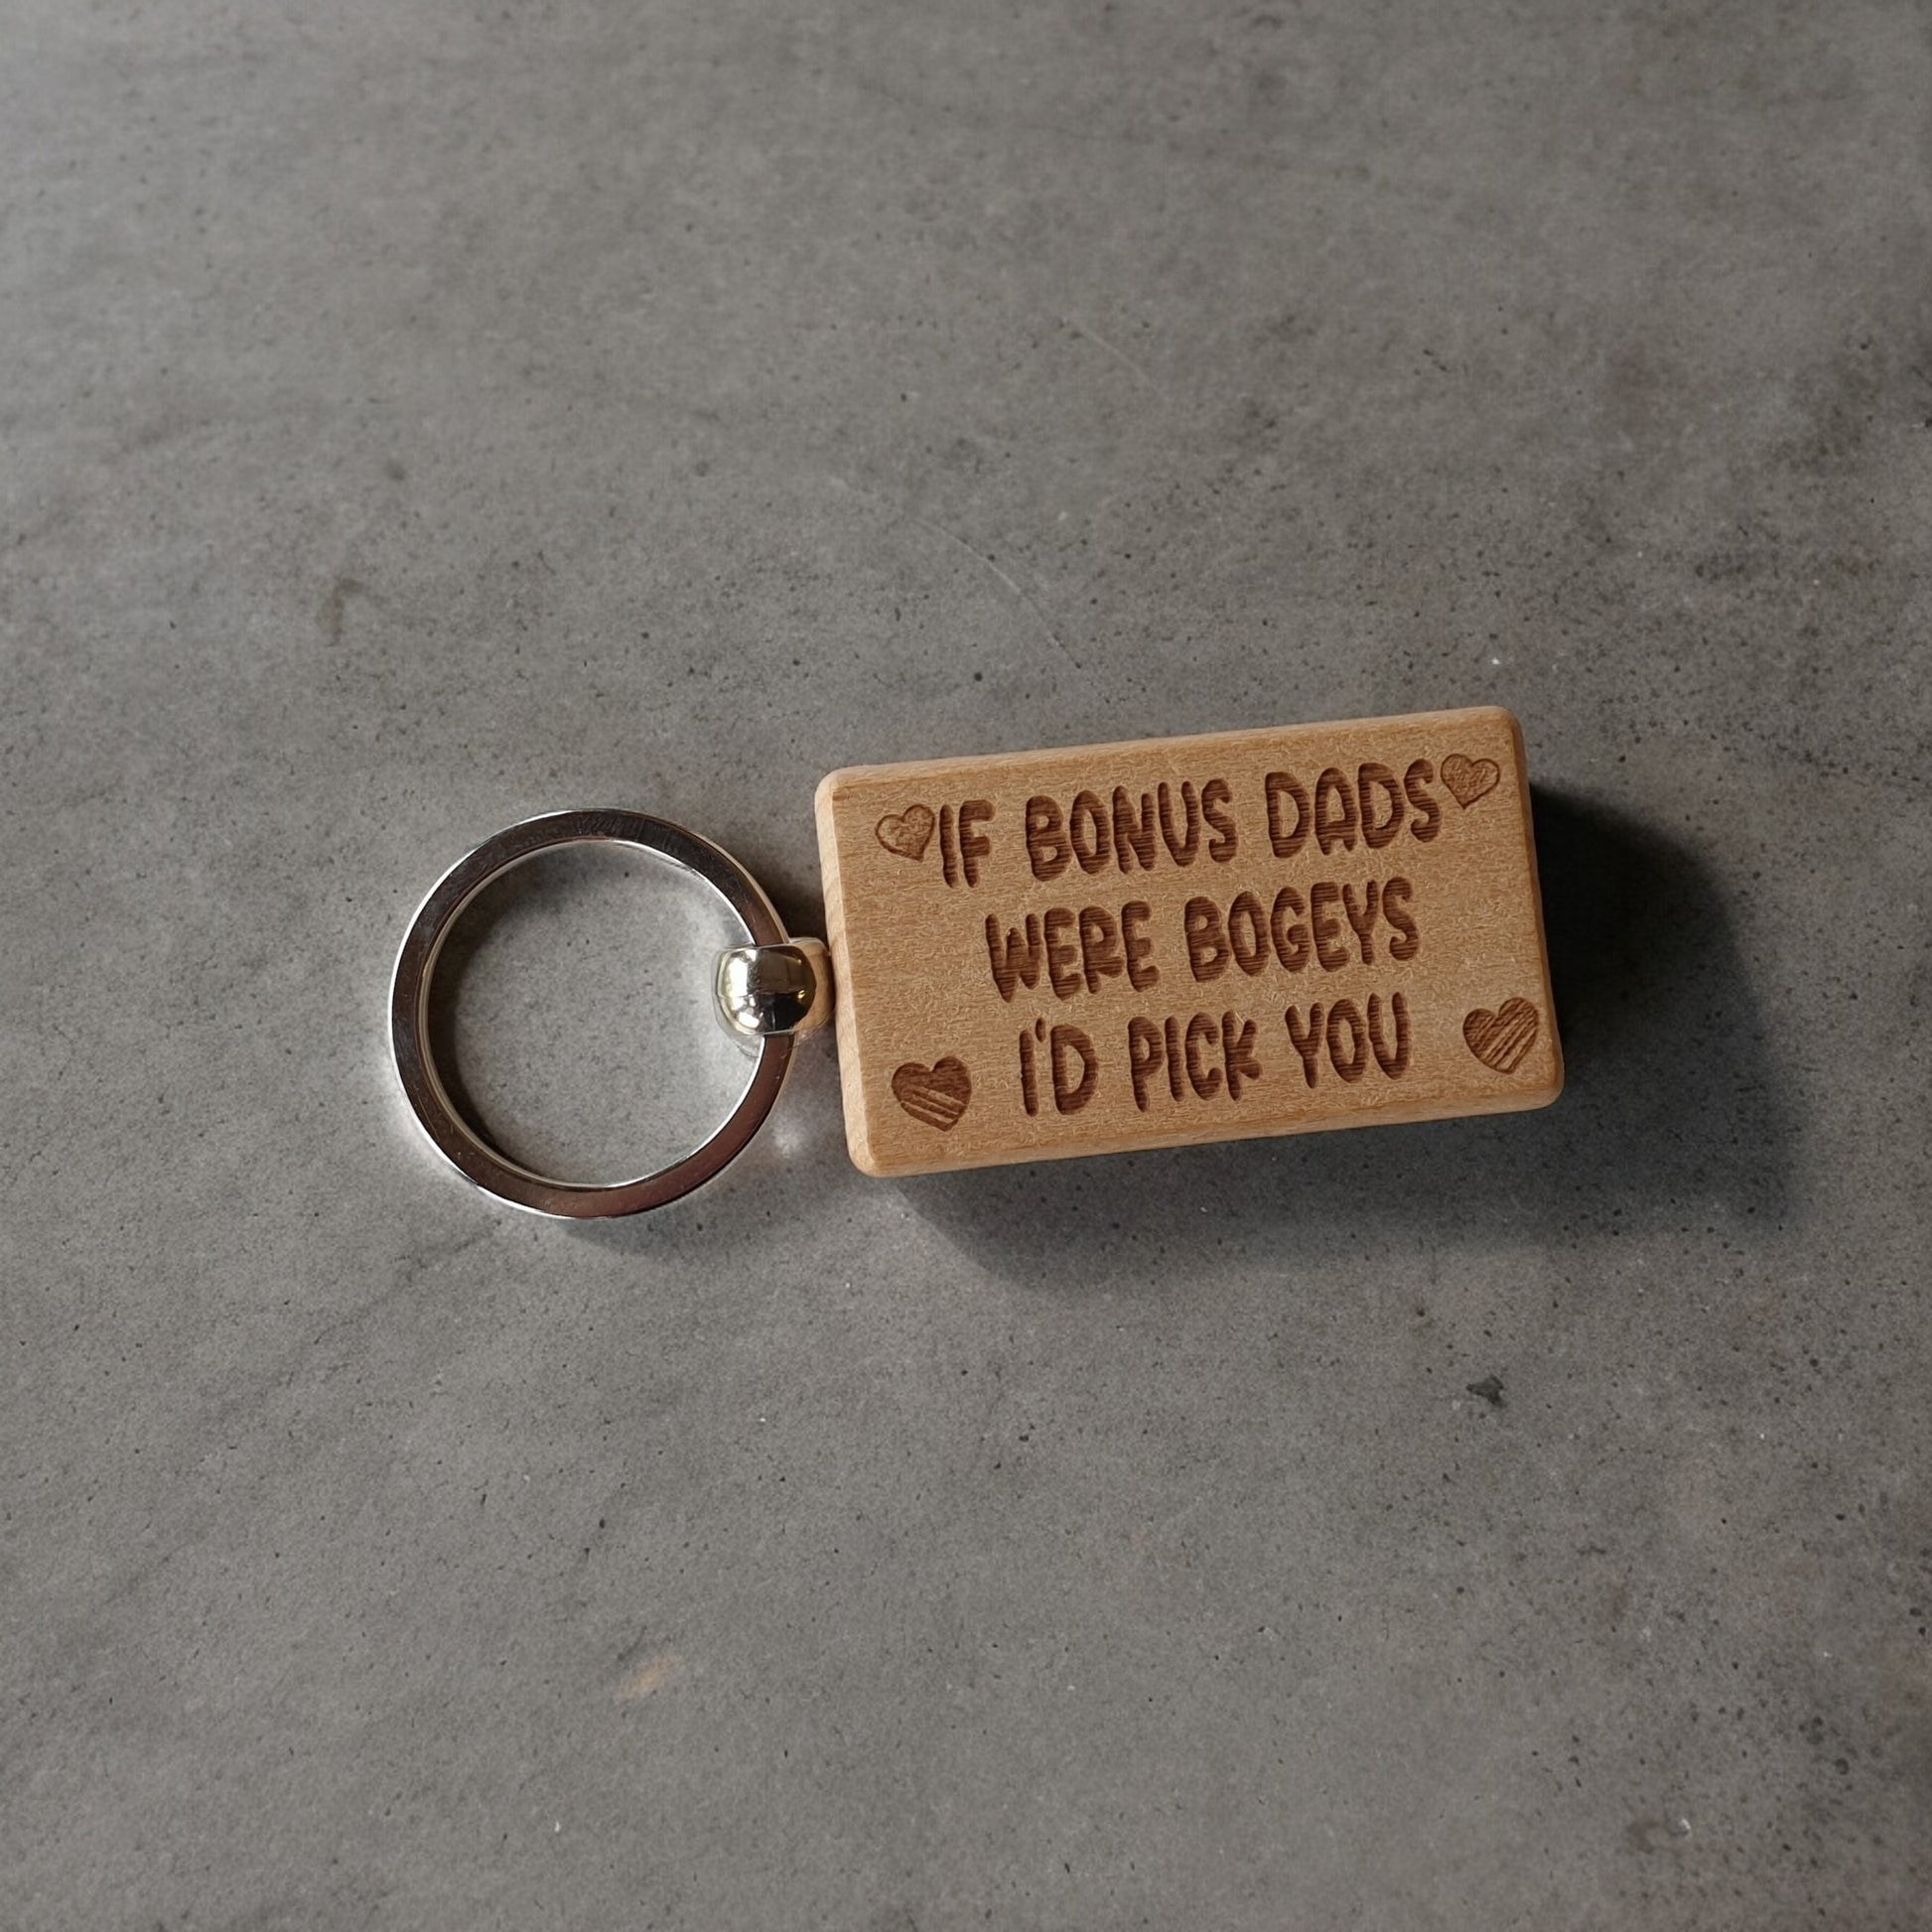 IF BONUS DADS
WERE BOGEYS
I'D PICK YOU